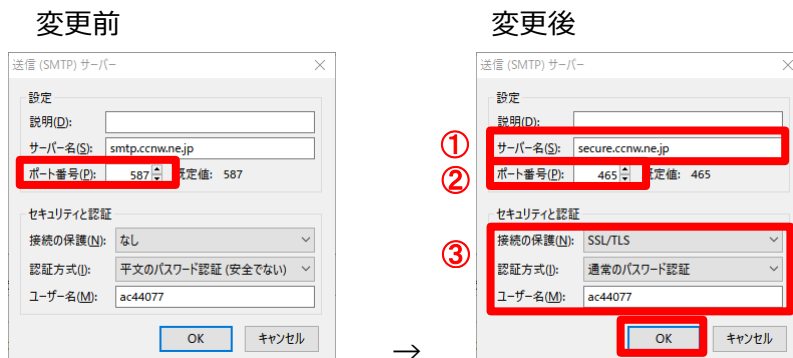 変更前
送信 (SMTP) サーバー
設定
説明(D):
サーバー名(S): smtp.ccnw.ne.jp
ポート番号(P): 587 既定値: 587
セキュリティと認証
接続の保護(N): なし
認証方式(I): 平文のパスワード認証 (安全でない)
ユーザー名(M): ac44077
OK キャンセル
→
変更後
送信 (SMTP) サーバー
設定
説明(D):
① サーバー名(S): secure.ccnw.ne.jp
② ポート番号(P): 465 既定値: 465
セキュリティと認証
③ 接続の保護(N): SSL/TLS
認証方式(I): 通常のパスワード認証
ユーザー名(M): ac44077
OK キャンセル